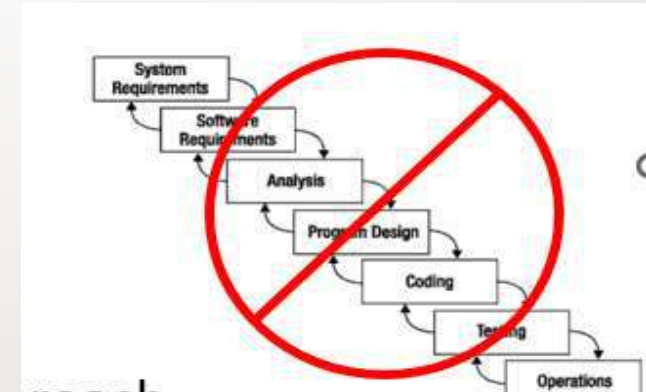 System
Requirements
Software
Requirements
Analysis
Program Design
Coding
Testing
Operations